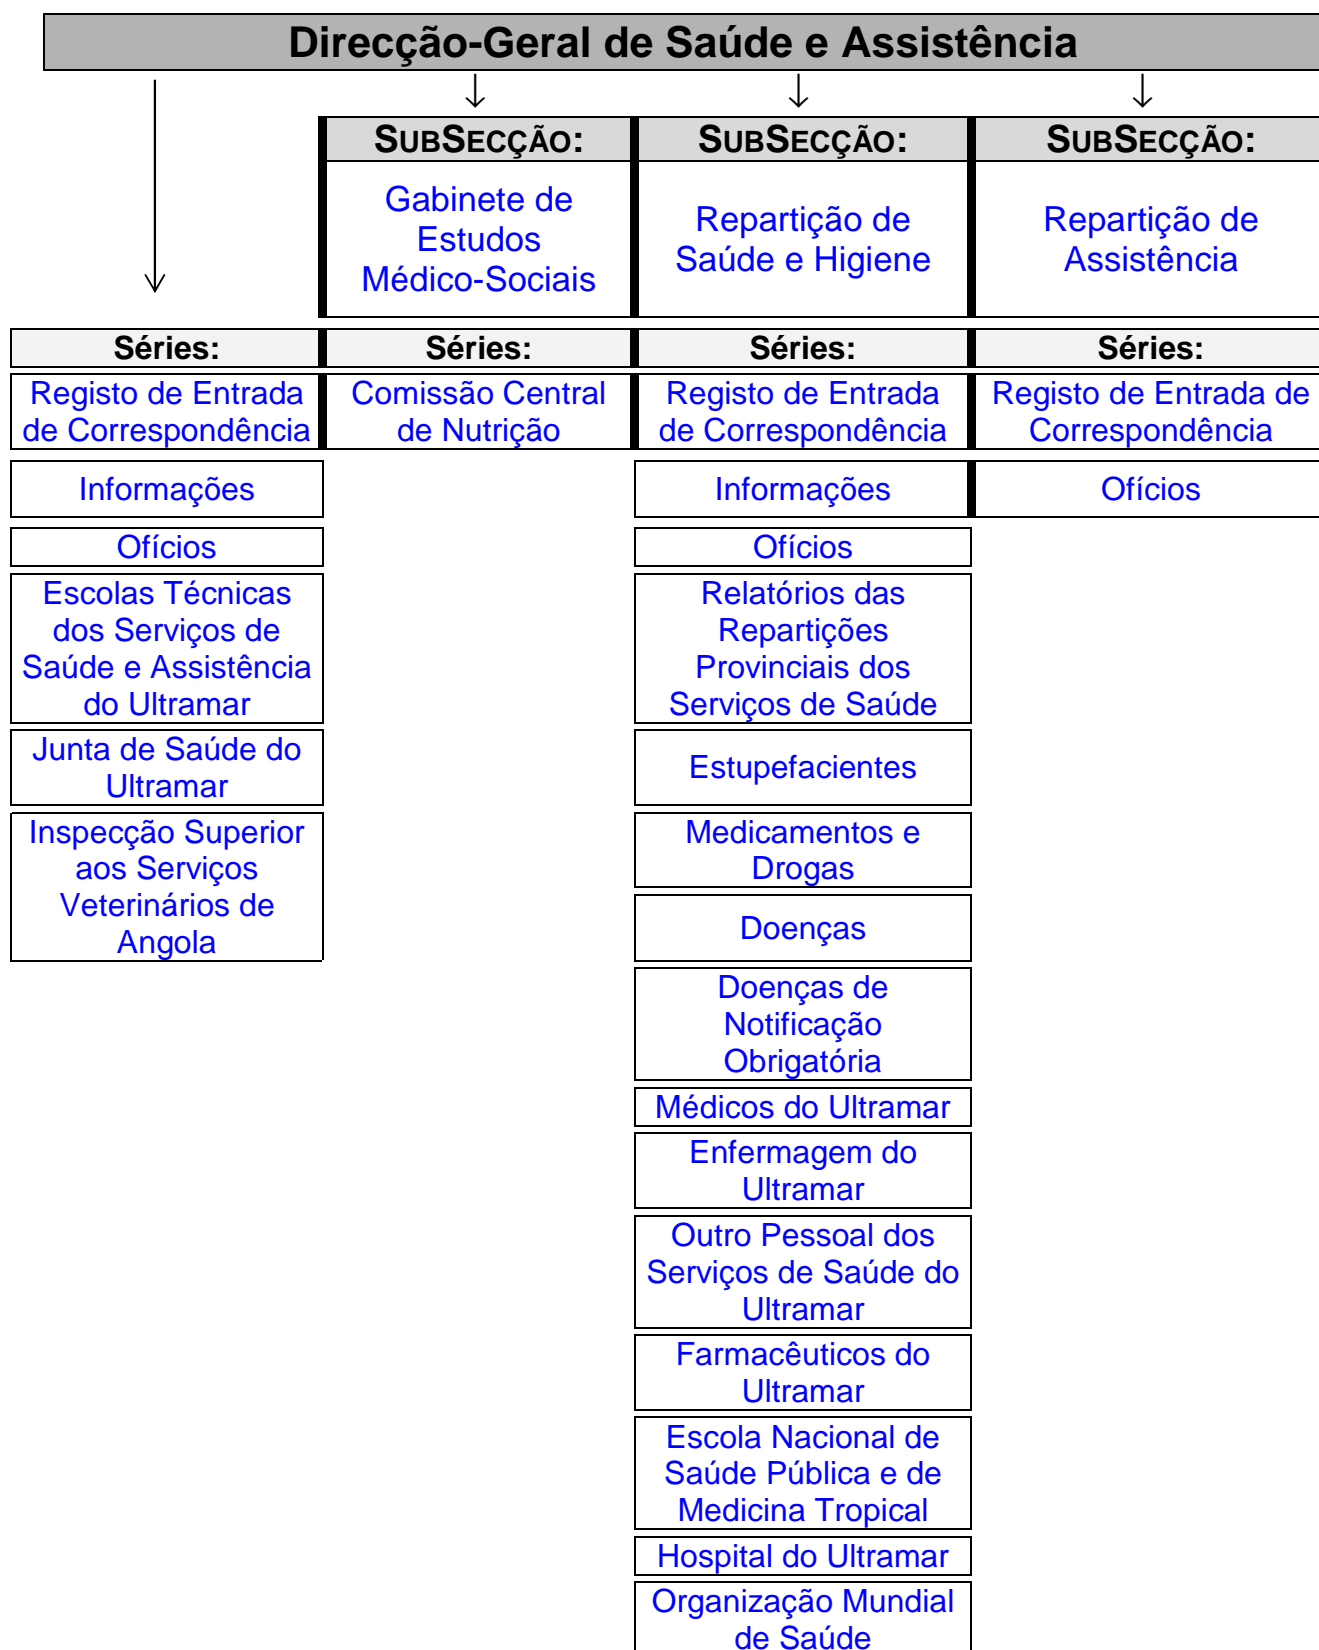 Direcção-Geral de Saúde e Assistência
SUBSECÇÃO:
Gabinete de
Estudos
Médico-Sociais
SUBSECÇÃO:
Repartição de
Saúde e Higiene
SUBSECÇÃO:
Repartição de
Assistência
Séries:
Registo de Entrada
de Correspondência
Informações
Ofícios
Escolas Técnicas
dos Serviços de
Saúde e Assistência
do Ultramar
Junta de Saúde do
Ultramar
Inspecção Superior
aos Serviços
Veterinários de
Angola
Séries:
Comissão Central
de Nutrição
Séries:
Registo de Entrada
de Correspondência
Informações
Ofícios
Relatórios das
Repartições
Provinciais dos
Serviços de Saúde
Estupefacientes
Medicamentos e
Drogas
Doenças
Doenças de
Notificação
Obrigatória
Médicos do Ultramar
Enfermagem do
Ultramar
Outro Pessoal dos
Serviços de Saúde do
Ultramar
Farmacêuticos do
Ultramar
Escola Nacional de
Saúde Pública e de
Medicina Tropical
Hospital do Ultramar
Organização Mundial
de Saúde
Séries:
Registo de Entrada de
Correspondência
Ofícios